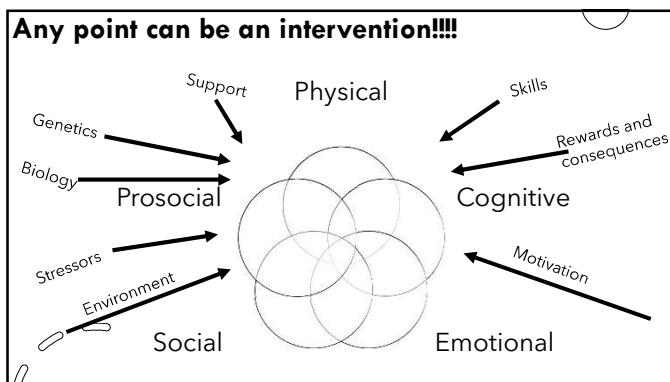 Any point can be an intervention!!!!
Support
Physical
Skills
Genetics
Rewards and
consequences
Biology
Prosocial
Cognitive
Stressors
Environment
Motivation
Social
Emotional